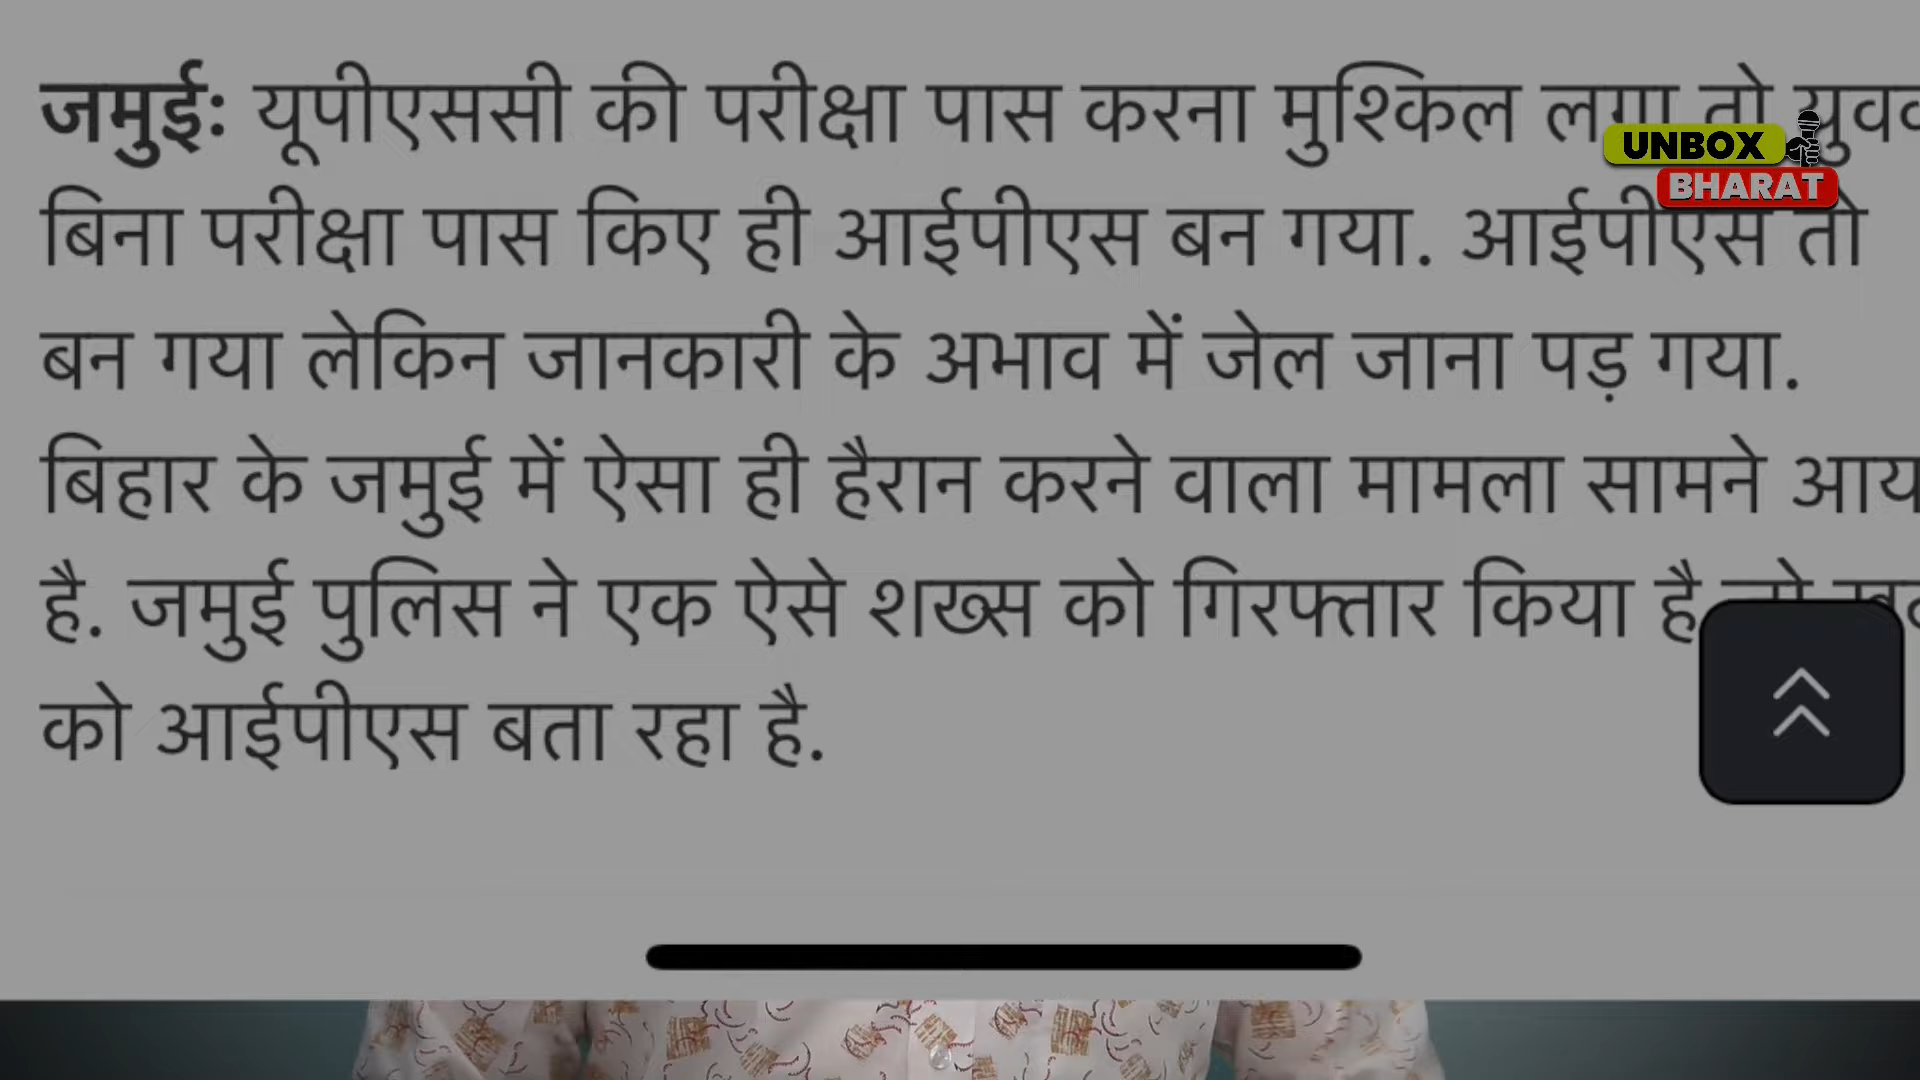 जमुईः यूपीएससी की परीक्षा पास करना मुश्किल लगा तो
बिना परीक्षा पास किए ही आईपीएस बन गया. आईपीएस तो
बन गया लेकिन जानकारी के अभाव में जेल जाना पड़ गया.
बिहार के जमुई में ऐसा ही हैरान करने वाला मामला सामने
है. जमुई पुलिस ने एक ऐसे शख्स को गिरफ्तार किया है
को आईपीएस बता रहा है.
UNBOX
BHARAT